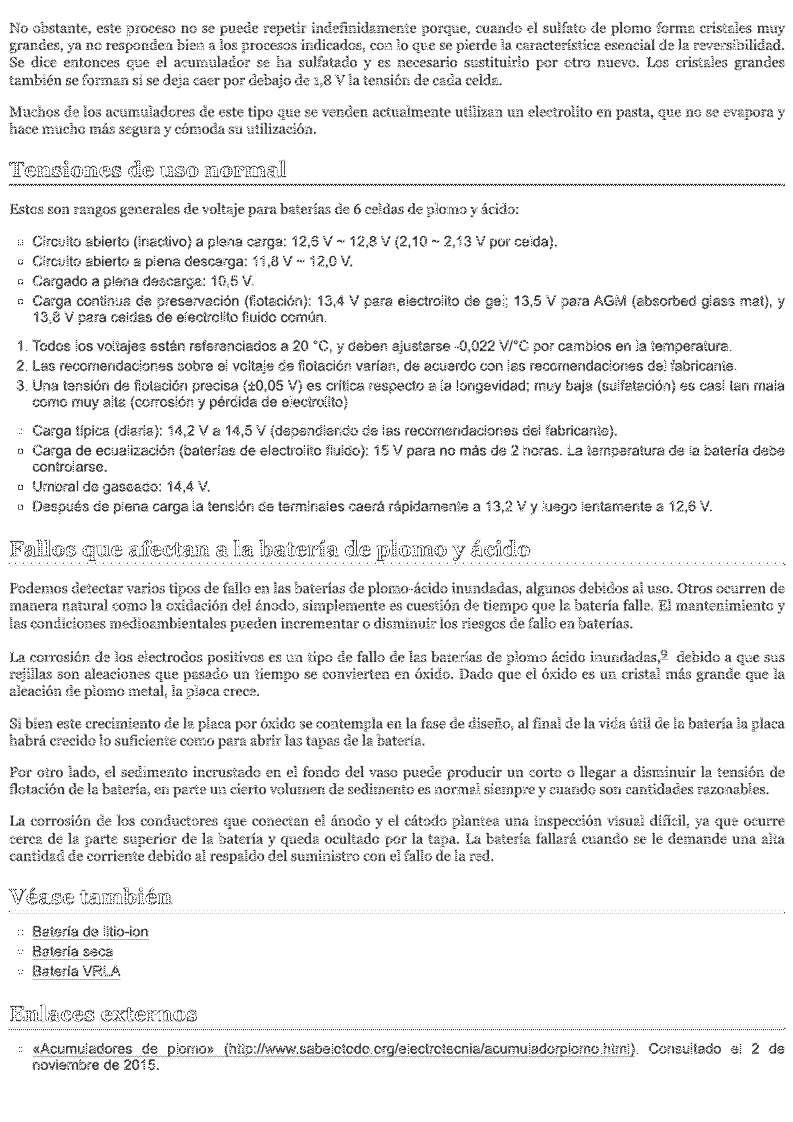 No obstante, este proceso no se puede repetir indefinidamente porque, cuando el sulfato de plomo forma cristales muy
grandes, ya no responden bien a los procesos indicados, con lo que se pierde la característica esencial de la reversibilidad.
Se dice entonces que el acumulador se ha sulfatado y es necesario sustituirlo por otro nuevo. Los cristales grandes
también se forman si se deja caer por debajo de 1,8 V la tensión de cada celda.
Muchos de los acumuladores de este tipo que se venden actualmente utilizan un electrolito en pasta, que no se evapora y
hace mucho más segura y cómoda su utilización.
Tensiones de uso normal
Estos son rangos generales de voltaje para baterías de 6 celdas de plomo y ácido:
▫ Circuito abierto (inactivo) a plena carga: 12,6 V ~ 12,8 V (2,10 ~ 2,13 V por celda).
▫ Circuito abierto a plena descarga: 11,8 V ~ 12,0 V.
▫ Cargado a plena descarga: 10,5 V.
▫ Carga continua de preservación (flotación): 13,4 V para electrolito de gel; 13,5 V para AGM (absorbed glass mat), y
13,8 V para celdas de electrolito fluido común.
1. Todos los voltajes están referenciados a 20 °C, y deben ajustarse -0,022 V/°C por cambios en la temperatura.
2. Las recomendaciones sobre el voltaje de flotación varían, de acuerdo con las recomendaciones del fabricante.
3. Una tensión de flotación precisa (±0,05 V) es crítica respecto a la longevidad; muy baja (sulfatación) es casi tan mala
como muy alta (corrosión y pérdida de electrolito)
▫ Carga típica (diaria): 14,2 V a 14,5 V (dependiendo de las recomendaciones del fabricante).
▫ Carga de ecualización (baterías de electrolito fluido): 15 V para no más de 2 horas. La temperatura de la batería debe
controlarse.
▫ Umbral de gaseado: 14,4 V.
▫ Después de plena carga la tensión de terminales caerá rápidamente a 13,2 V y luego lentamente a 12,6 V.
Fallos que afectan a la batería de plomo y ácido
Podemos detectar varios tipos de fallo en las baterías de plomo-ácido inundadas, algunos debidos al uso. Otros ocurren de
manera natural como la oxidación del ánodo, simplemente es cuestión de tiempo que la batería falle. El mantenimiento y
las condiciones medioambientales pueden incrementar o disminuir los riesgos de fallo en baterías.
La corrosión de los electrodos positivos es un tipo de fallo de las baterías de plomo ácido inundadas,9 debido a que sus
rejillas son aleaciones que pasado un tiempo se convierten en óxido. Dado que el óxido es un cristal más grande que la
aleación de plomo metal, la placa crece.
Si bien este crecimiento de la placa por óxido se contempla en la fase de diseño, al final de la vida útil de la batería la placa
habrá crecido lo suficiente como para abrir las tapas de la batería.
Por otro lado, el sedimento incrustado en el fondo del vaso puede producir un corto o llegar a disminuir la tensión de
flotación de la batería, en parte un cierto volumen de sedimento es normal siempre y cuando son cantidades razonables.
La corrosión de los conductores que conectan el ánodo y el cátodo plantea una inspección visual difícil, ya que ocurre
cerca de la parte superior de la batería y queda ocultado por la tapa. La batería fallará cuando se le demande una alta
cantidad de corriente debido al respaldo del suministro con el fallo de la red.
Véase también
▫ Batería de litio-ion
▫ Batería seca
▫ Batería VRLA
Enlaces externos
▫ «Acumuladores de plomo» (http://www.sabelotodo.org/electrotecnia/acumuladorplomo.html). Consultado el 2 de
noviembre de 2015.